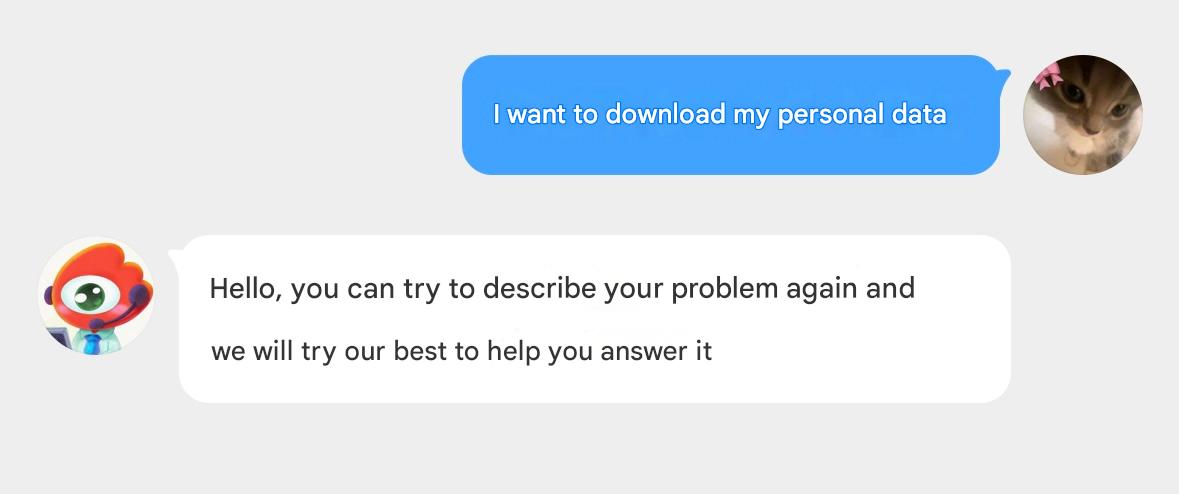 I want to download my personal data
Hello, you can try to describe your problem again and
we will try our best to help you answer it